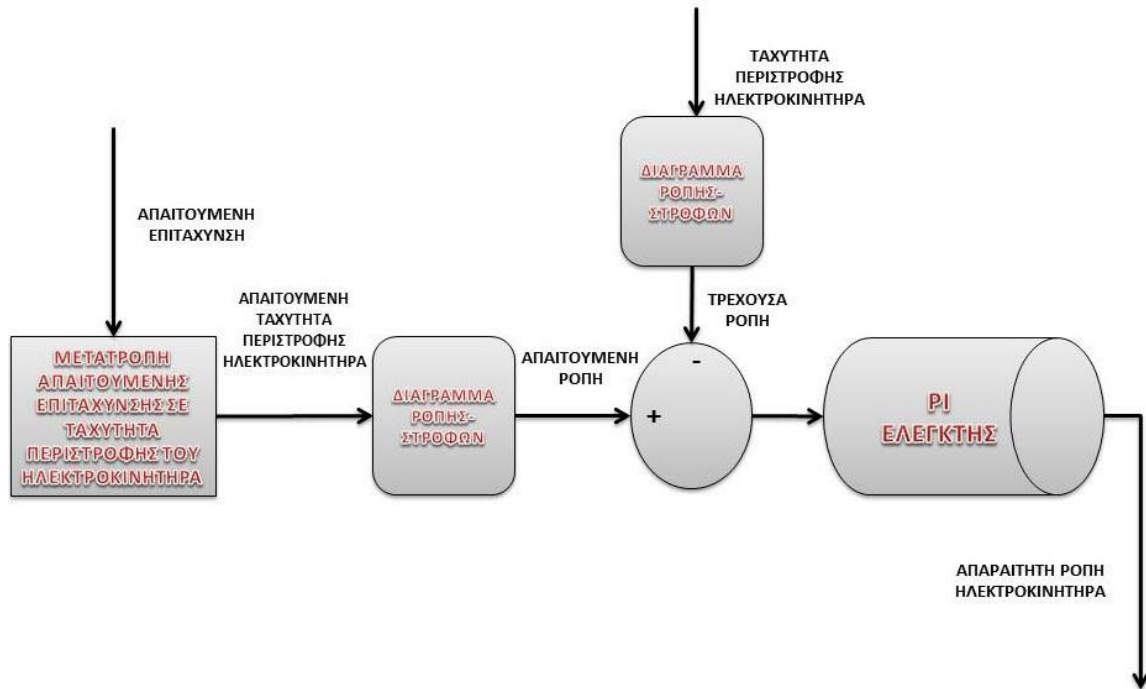 ΤΑΧΥΤΗΤΑ
ΠΕΡΙΣΤΡΟΦΗΣ
ΗΛΕΚΤΡΟΚΙΝΗΤΗΡΑ
ΔΙΑΓΡΑΜΜΑ
ΡΟΠΗΣ-
ΣΤΡΟΦΩΝ
ΑΠΑΙΤΟΥΜΕΝΗ
ΕΠΙΤΑΧΥΝΣΗ
ΤΡΕΧΟΥΣΑ
ΡΟΠΗ
ΑΠΑΙΤΟΥΜΕΝΗ
ΤΑΧΥΤΗΤΑ
ΠΕΡΙΣΤΡΟΦΗΣ
ΗΛΕΚΤΡΟΚΙΝΗΤΗΡΑ
ΜΕΤΑΤΡΟΠΗ
ΑΠΑΙΤΟΥΜΕΝΗΣ
ΕΠΙΤΑΧΥΝΣΗΣ ΣΕ
ΤΑΧΥΤΗΤΑ
ΠΕΡΙΣΤΡΟΦΗΣ ΤΟΥ
ΗΛΕΚΤΡΟΚΙΝΗΤΗΡΑ
ΔΙΑΓΡΑΜΜΑ
ΡΟΠΗΣ-
ΣΤΡΟΦΩΝ
ΑΠΑΙΤΟΥΜΕΝΗ
ΡΟΠΗ
-
+
PI
ΕΛΕΓΚΤΗΣ
ΑΠΑΡΑΙΤΗΤΗ ΡΟΠΗ
ΗΛΕΚΤΡΟΚΙΝΗΤΗΡΑ